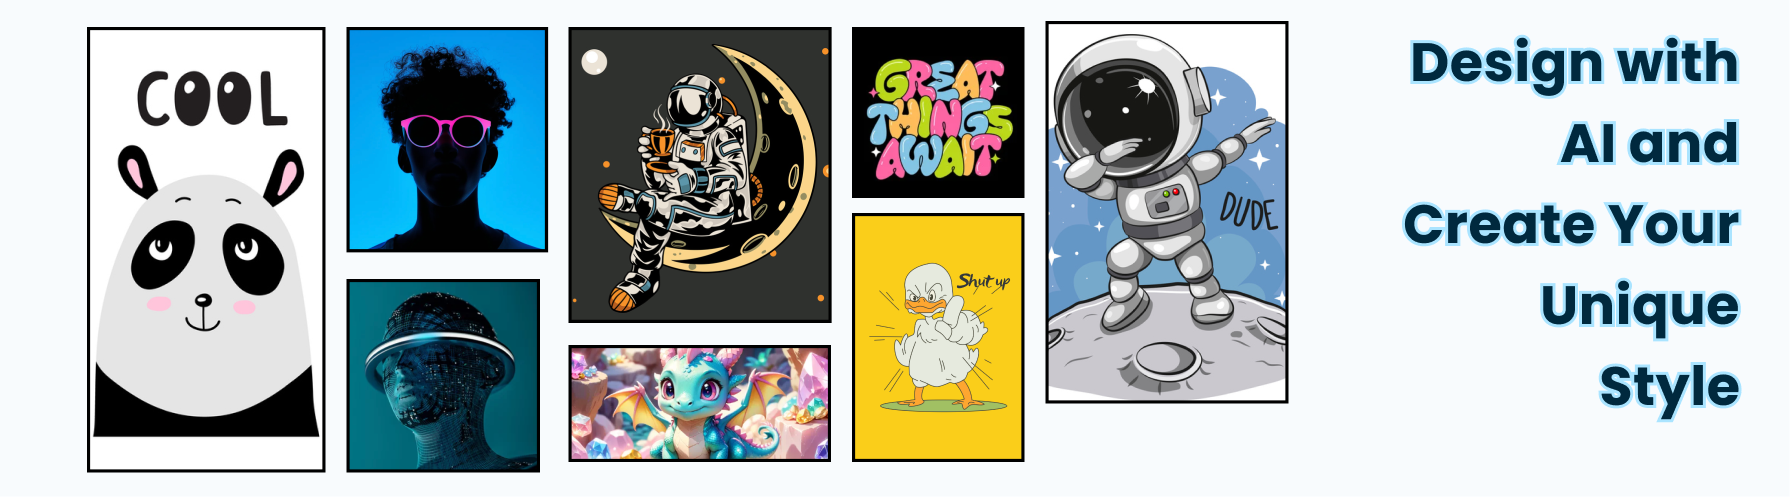 COOL
GREAT
THINGS
AWAIT
Shut up
DUDE
Design with
AI and
Create Your
Unique
Style